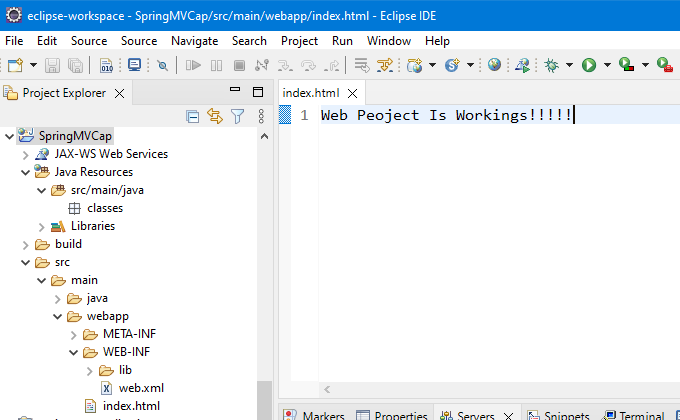 eclipse-workspace - SpringMVCap/src/main/webapp/index.html - Eclipse IDE
File Edit Source Source Navigate Search Project Run Window Help
010
Project Explorer
SpringMVCap
JAX-WS Web Services
Java Resources
src/main/java
classes
Libraries
build
src
main
java
webapp
META-INF
WEB-INF
lib
web.xml
index.html
index.html
1 Web Peoject Is Workings!!!!!
Markers Properties Servers Snippets Terminal